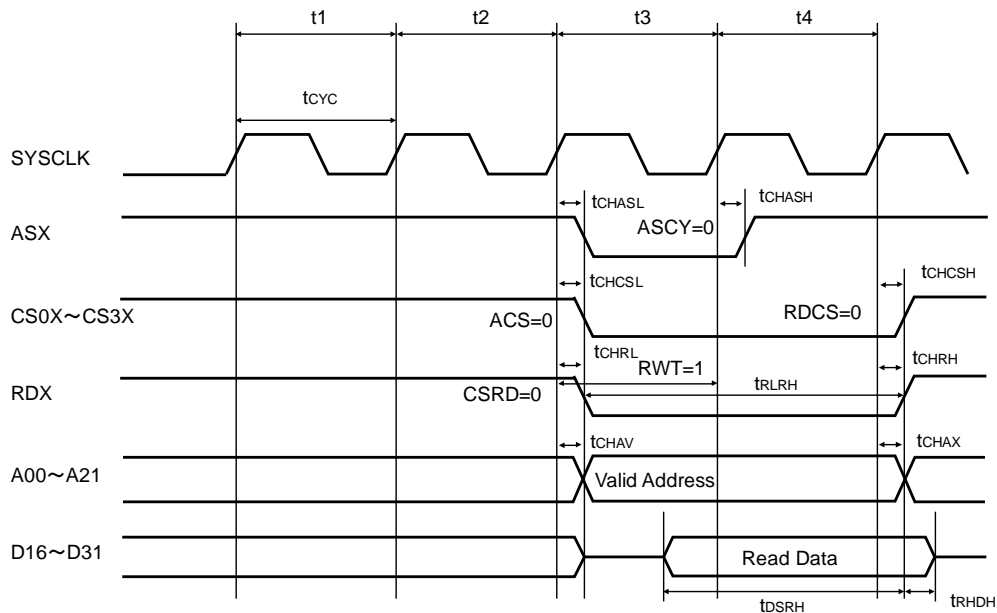 t1 t2 t3 t4
tCYC
SYSCLK
tCHASL tCHASH
ASX ASCY=0
tCHCSL tCHCSH
CS0X～CS3X ACS=0 RDCS=0
tCHRL tCHRH
RWT=1
RDX CSRD=0 tRLRH
tCHAV tCHAX
A00～A21 Valid Address
D16～D31 Read Data
tDSRH tRHDH